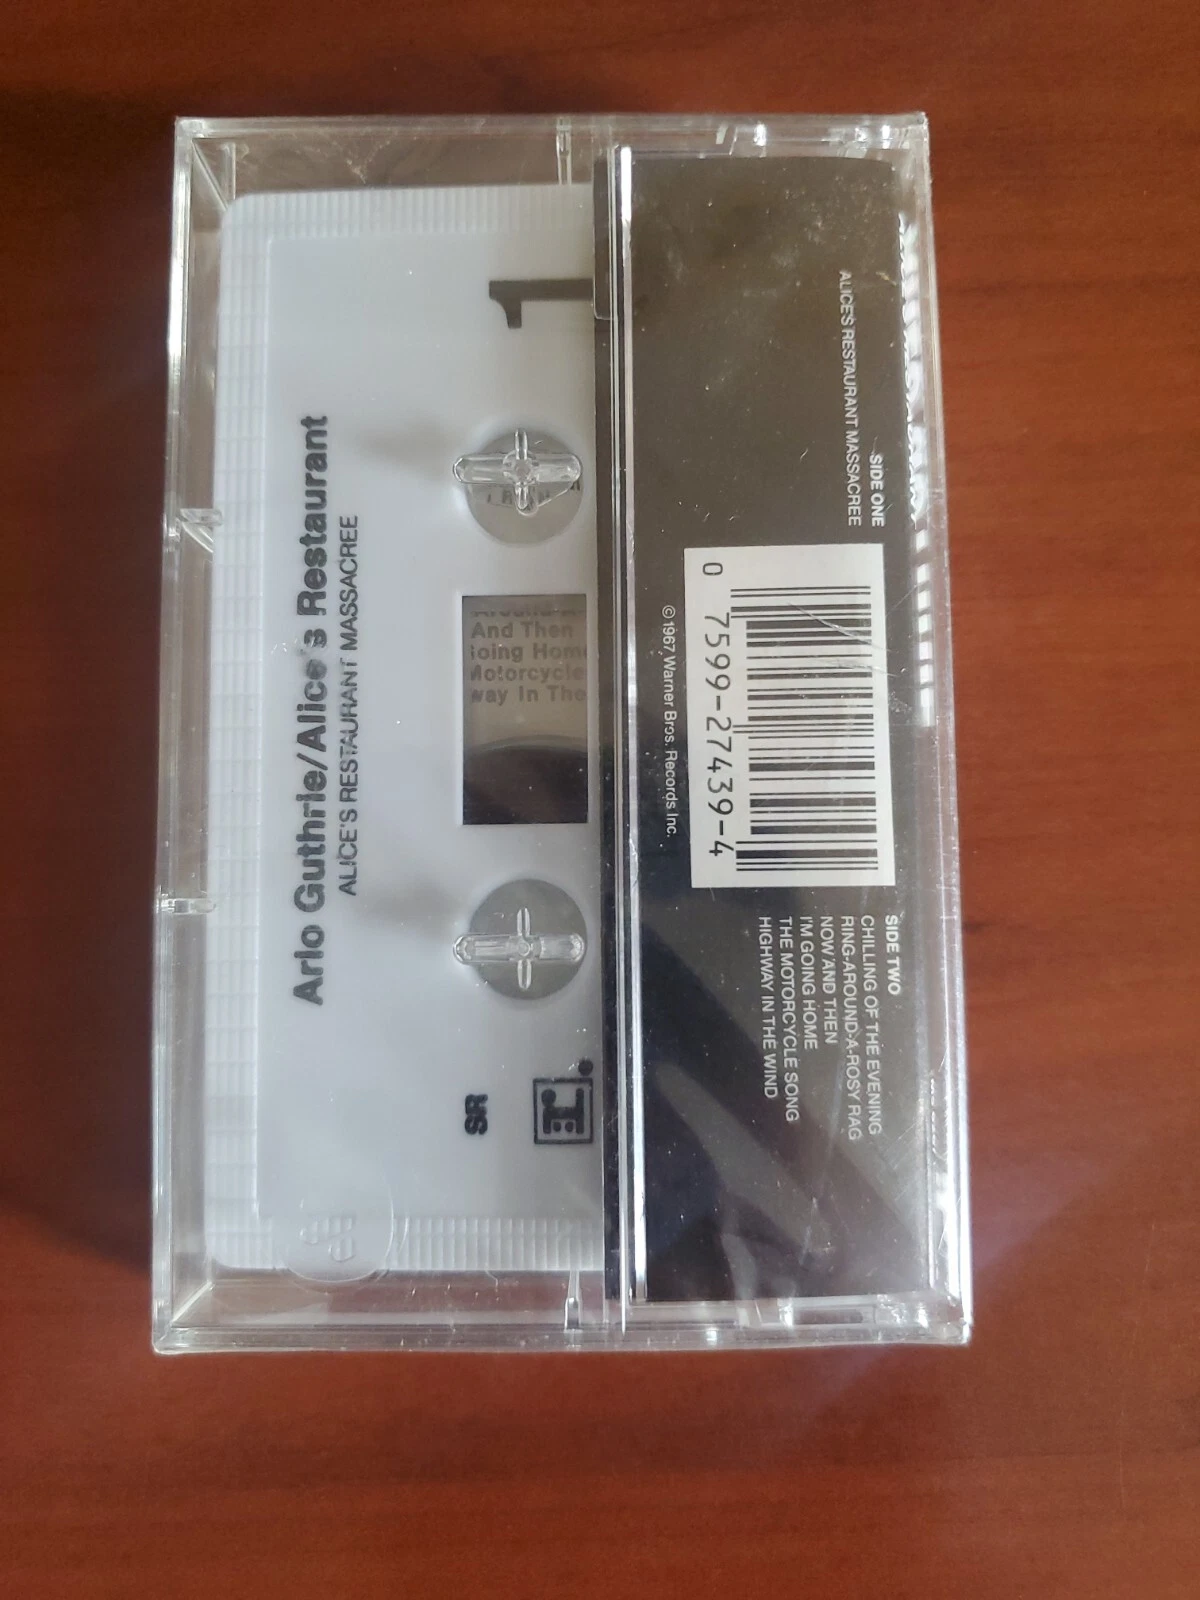 Arlo Guthrie/Alice's Restaurant
ALICE'S RESTAURANT MASSACREE
1
And Then
oing Home
Motorcycle
way In The
SR
SIDE ONE
ALICE'S RESTAURANT MASSACREE
0 7599-27439-4
© 1967 Warner Bros. Records Inc.
SIDE TWO
CHILLING OF THE EVENING
RING-AROUND-A-ROSY RAG
NOW AND THEN
I'M GOING HOME
THE MOTORCYCLE SONG
HIGHWAY IN THE WIND